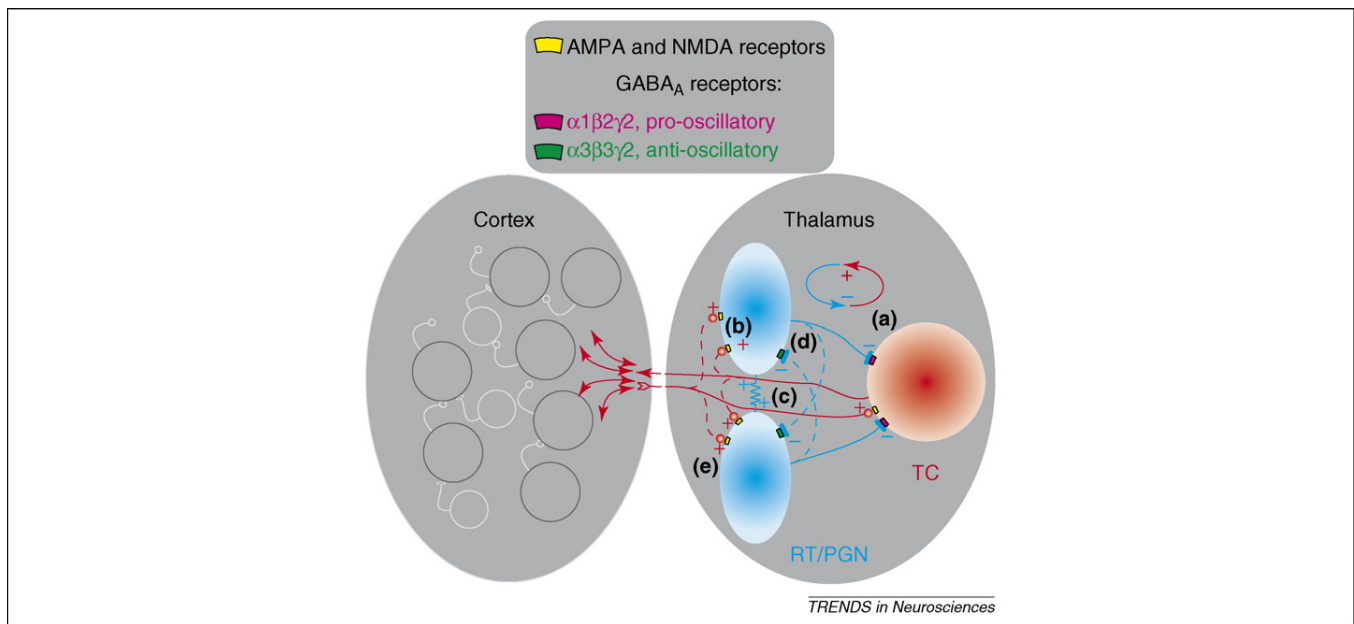 AMPA and NMDA receptors
GABA_A receptors:
α1β2γ2, pro-oscillatory
α3β3γ2, anti-oscillatory
Cortex
Thalamus
+
−
(a)
+
(b)
+
(d)
−
−
+
(c)
+
+
+
−
−
+
(e)
TC
RT/PGN
TRENDS in Neurosciences